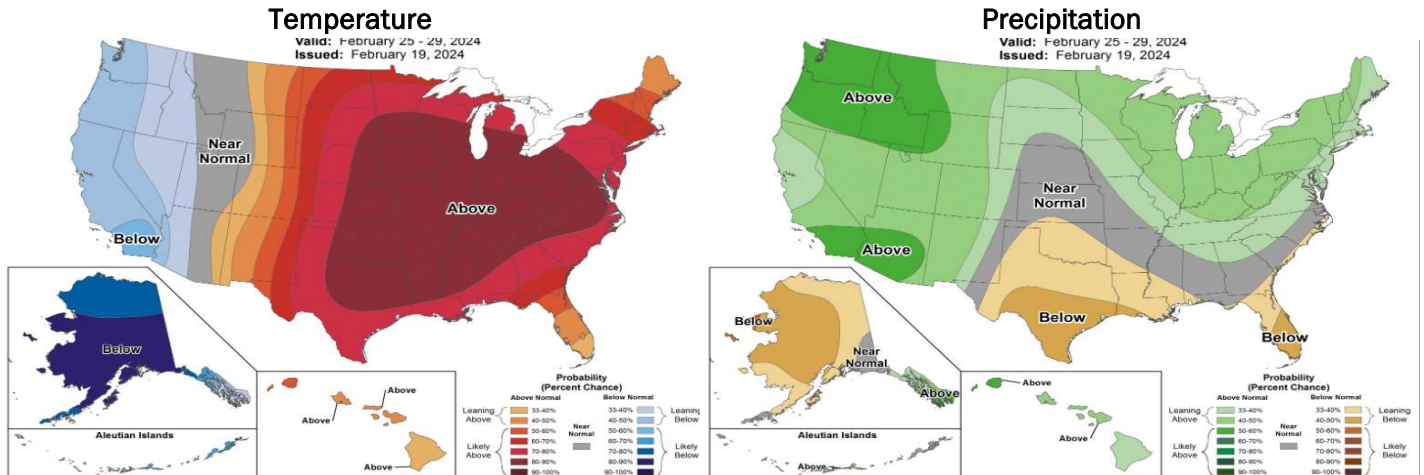 Temperature
Valid: February 25 - 29, 2024
Issued: February 19, 2024
Near
Normal
Above
Below
Below
Aleutian Islands
Above
Above
Above
Probability
(Percent Chance)
Above Normal
Below Normal
Leaning
Above
33-40%
40-50%
50-60%
60-70%
70-80%
80-90%
90-100%
Likely
Above
Near
Normal
33-40%
40-50%
50-60%
60-70%
70-80%
80-90%
90-100%
Leaning
Below
Likely
Below
Precipitation
Valid: February 25 - 29, 2024
Issued: February 19, 2024
Above
Near
Normal
Above
Below
Below
Below
Near
Normal
Above
Aleutian Islands
Above
Above
Above
Probability
(Percent Chance)
Above Normal
Below Normal
Leaning
Above
33-40%
40-50%
50-60%
60-70%
70-80%
80-90%
90-100%
Likely
Above
Near
Normal
33-40%
40-50%
50-60%
60-70%
70-80%
80-90%
90-100%
Leaning
Below
Likely
Below